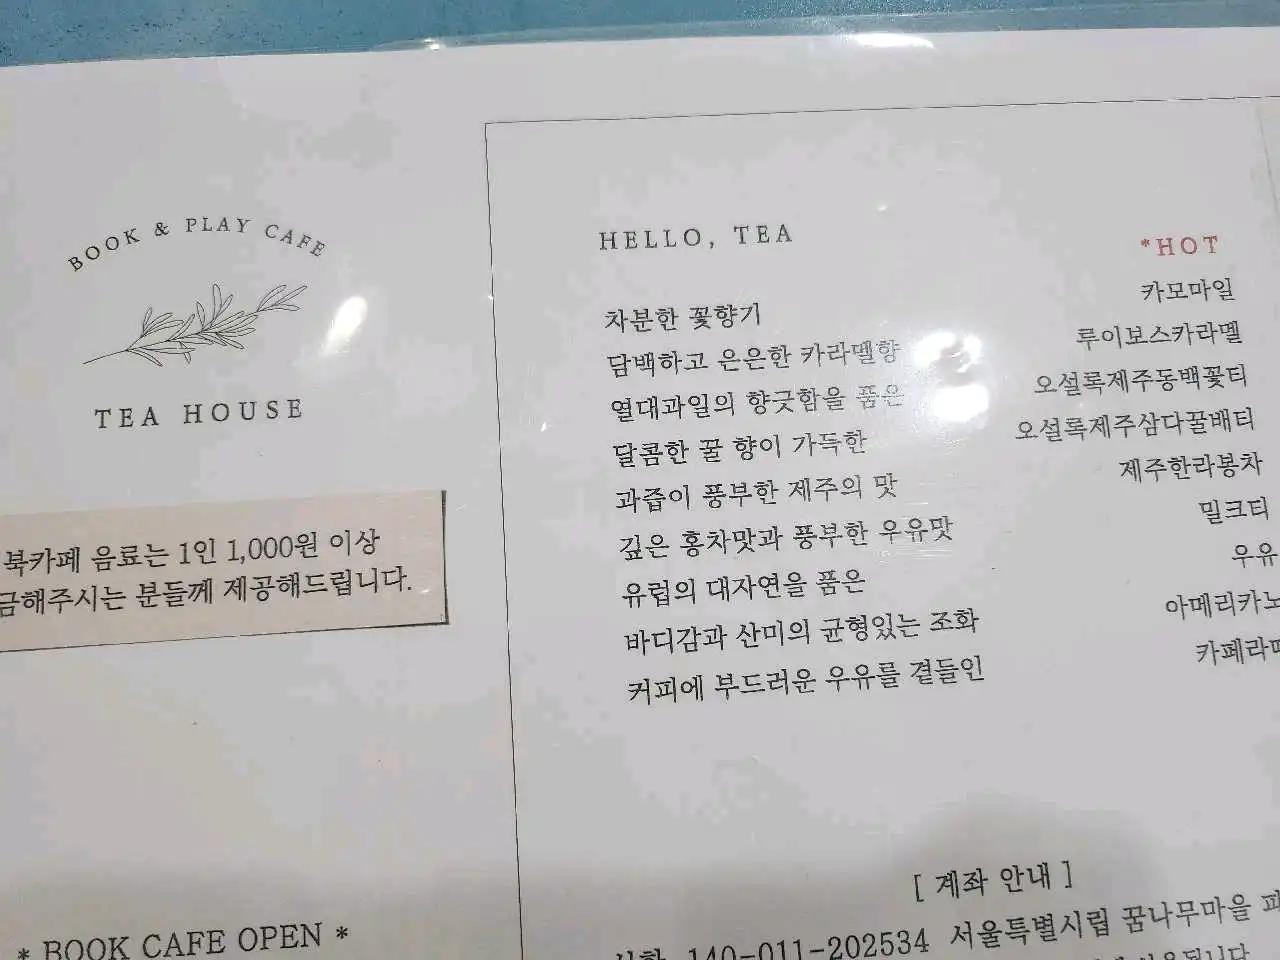 BOOK & PLAY CAFE
TEA HOUSE
북카페 음료는 1인 1,000원 이상
금해주시는 분들께 제공해드립니다.
* BOOK CAFE OPEN *
HELLO, TEA
*HOT
차분한 꽃향기 카모마일
담백하고 은은한 카라멜향 루이보스카라멜
열대과일의 향긋함을 품은 오설록제주동백꽃티
달콤한 꿀 향이 가득한 오설록제주삼다꿀배티
과즙이 풍부한 제주의 맛 제주한라봉차
깊은 홍차맛과 풍부한 우유맛 밀크티
유럽의 대자연을 품은 우유
바디감과 산미의 균형있는 조화 아메리카노
커피에 부드러운 우유를 곁들인 카페라떼
[ 계좌 안내 ]
140-011-202534 서울특별시립 꿈나무마을